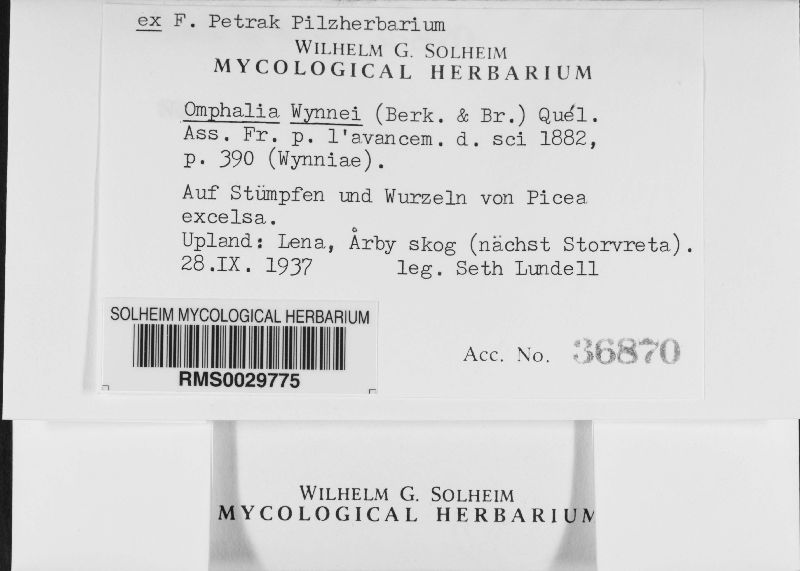 ex F. Petrak Pilzherbarium
WILHELM G. SOLHEIM
MYCOLOGICAL HERBARIUM
Omphalia Wynnei (Berk. & Br.) Quél.
Ass. Fr. p. l'avancem. d. sci 1882,
p. 390 (Wynniae).
Auf Stümpfen und Wurzeln von Picea
excelsa.
Upland: Lena, Årby skog (nächst Storvreta).
28.IX. 1937 leg. Seth Lundell
SOLHEIM MYCOLOGICAL HERBARIUM
RMS0029775
Acc. No. 36870
WILHELM G. SOLHEIM
MYCOLOGICAL HERBARIUM